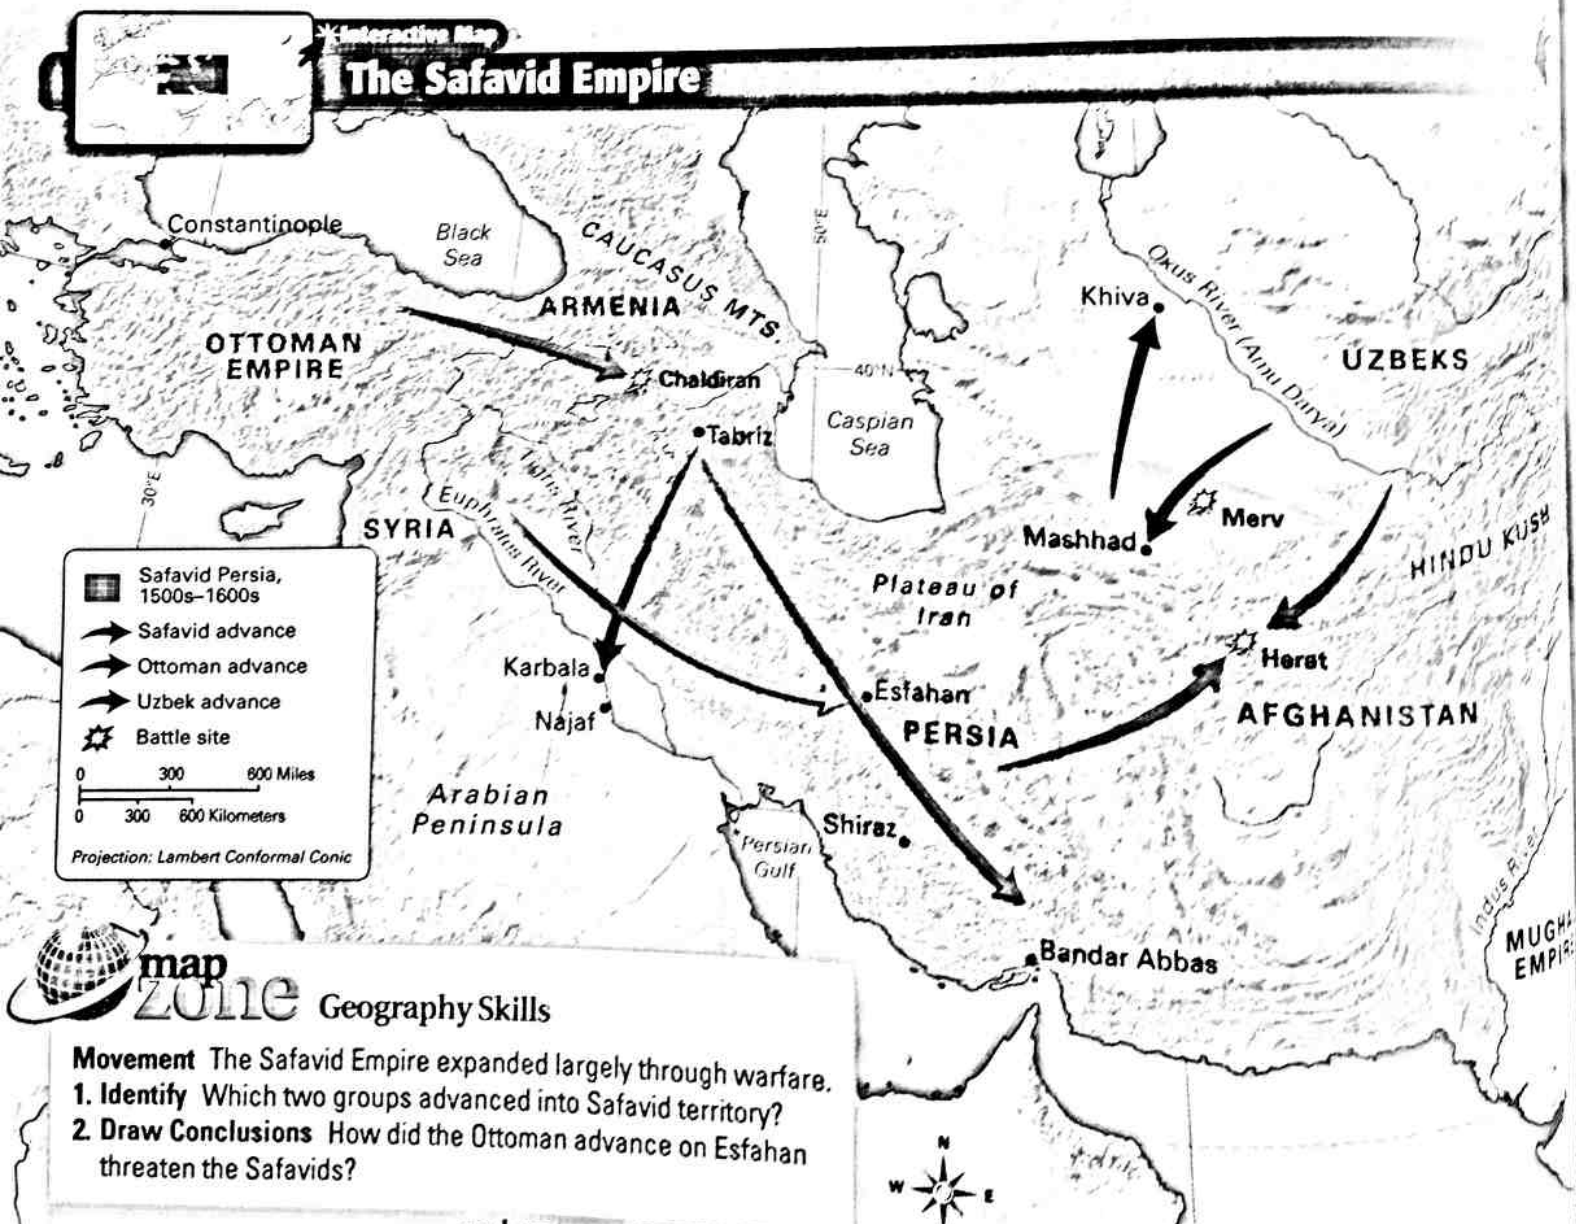 Interactive Map
The Safavid Empire
Constantinople
Black
Sea
CAUCASUS MTS.
ARMENIA
50°E
Oxus River (Amu Darya)
Khiva
UZBEKS
OTTOMAN
EMPIRE
Chaldiran
40°N
Caspian
Sea
Tabriz
30°E
Tigris River
Euphrates River
SYRIA
Merv
Mashhad
HINDU KUSH
Plateau of
Iran
Herat
Safavid Persia,
1500s–1600s
Safavid advance
Ottoman advance
Uzbek advance
Battle site
0 300 600 Miles
0 300 600 Kilometers
Projection: Lambert Conformal Conic
Karbala
Najaf
Esfahan
PERSIA
AFGHANISTAN
Arabian
Peninsula
Shiraz
Persian
Gulf
Indus River
MUGHA
EMPIRE
Bandar Abbas
map
zone Geography Skills
Movement The Safavid Empire expanded largely through warfare.
1. Identify Which two groups advanced into Safavid territory?
2. Draw Conclusions How did the Ottoman advance on Esfahan
threaten the Safavids?
N
W E